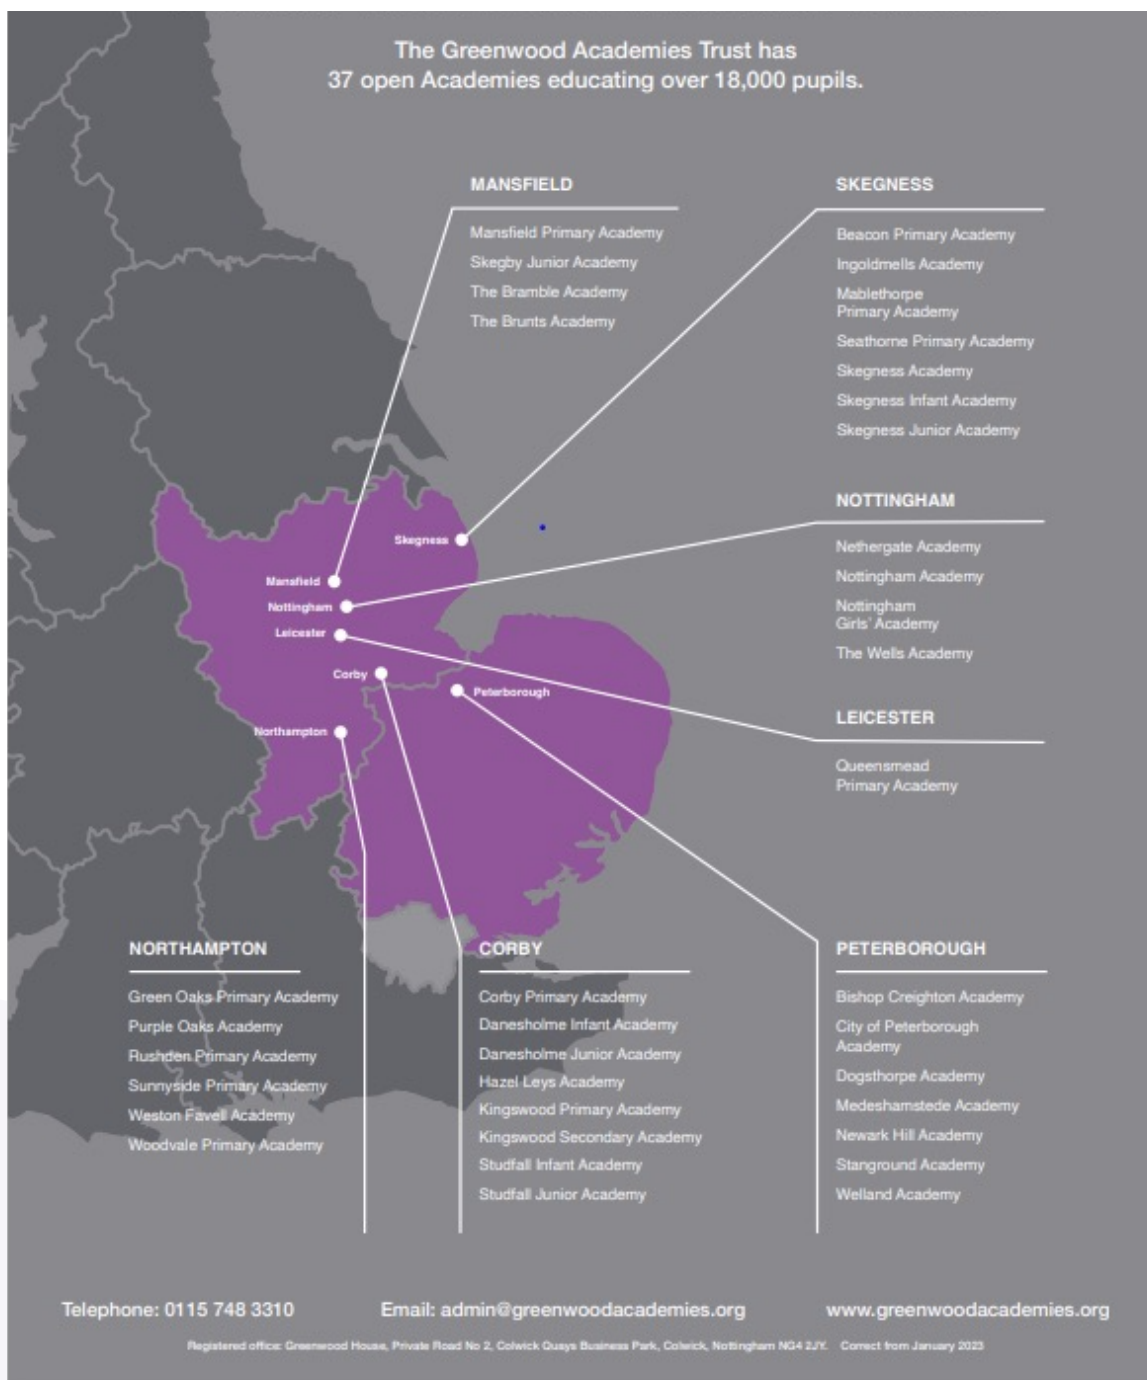 The Greenwood Academies Trust has
37 open Academies educating over 18,000 pupils.
MANSFIELD
Mansfield Primary Academy
Skegby Junior Academy
The Bramble Academy
The Brunts Academy
SKEGNESS
Beacon Primary Academy
Ingoldmells Academy
Mablethorpe
Primary Academy
Seathorne Primary Academy
Skegness Academy
Skegness Infant Academy
Skegness Junior Academy
NOTTINGHAM
Nethergate Academy
Nottingham Academy
Nottingham
Girls' Academy
The Wells Academy
LEICESTER
Queensmead
Primary Academy
Skegness
Mansfield
Nottingham
Leicester
Corby
Peterborough
Northampton
NORTHAMPTON
Green Oaks Primary Academy
Purple Oaks Academy
Rushden Primary Academy
Sunnyside Primary Academy
Weston Favell Academy
Woodvale Primary Academy
CORBY
Corby Primary Academy
Danesholme Infant Academy
Danesholme Junior Academy
Hazel Leys Academy
Kingswood Primary Academy
Kingswood Secondary Academy
Studfall Infant Academy
Studfall Junior Academy
PETERBOROUGH
Bishop Creighton Academy
City of Peterborough
Academy
Dogsthorpe Academy
Medeshamstede Academy
Newark Hill Academy
Stanground Academy
Welland Academy
Telephone: 0115 748 3310 Email: admin@greenwoodacademies.org www.greenwoodacademies.org
Registered office: Greenwood House, Private Road No 2, Colwick Quays Business Park, Colwick, Nottingham NG4 2JY. Correct from January 2023